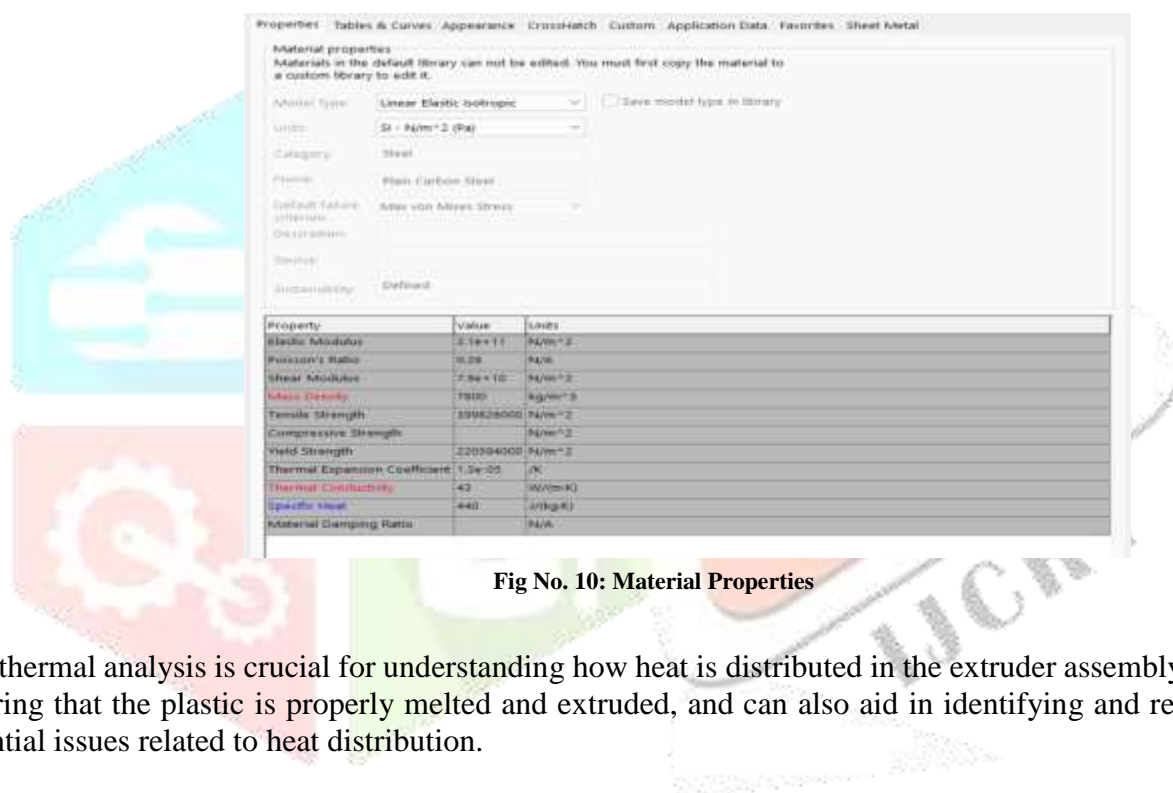 Properties Tables & Curves Appearance CrossHatch Custom Application Data Favorites Sheet Metal
Material properties
Materials in the default library can not be edited. You must first copy the material to
a custom library to edit it.
Model Type: Linear Elastic Isotropic Save model type in library
Units: SI - N/m^2 (Pa)
Category: Steel
Name: Plain Carbon Steel
Default failure criterion: Max von Mises Stress
Description:
Source:
Sustainability: Defined
Property Value Units
Elastic Modulus 2.1e+11 N/m^2
Poisson's Ratio 0.28 N/A
Shear Modulus 7.9e+10 N/m^2
Mass Density 7800 kg/m^3
Tensile Strength 399826000 N/m^2
Compressive Strength N/m^2
Yield Strength 220594000 N/m^2
Thermal Expansion Coefficient 1.3e-05 /K
Thermal Conductivity 43 W/(m·K)
Specific Heat 440 J/(kg·K)
Material Damping Ratio N/A
Fig No. 10: Material Properties
IJCR
thermal analysis is crucial for understanding how heat is distributed in the extruder assembly
ring that the plastic is properly melted and extruded, and can also aid in identifying and re
ntial issues related to heat distribution.